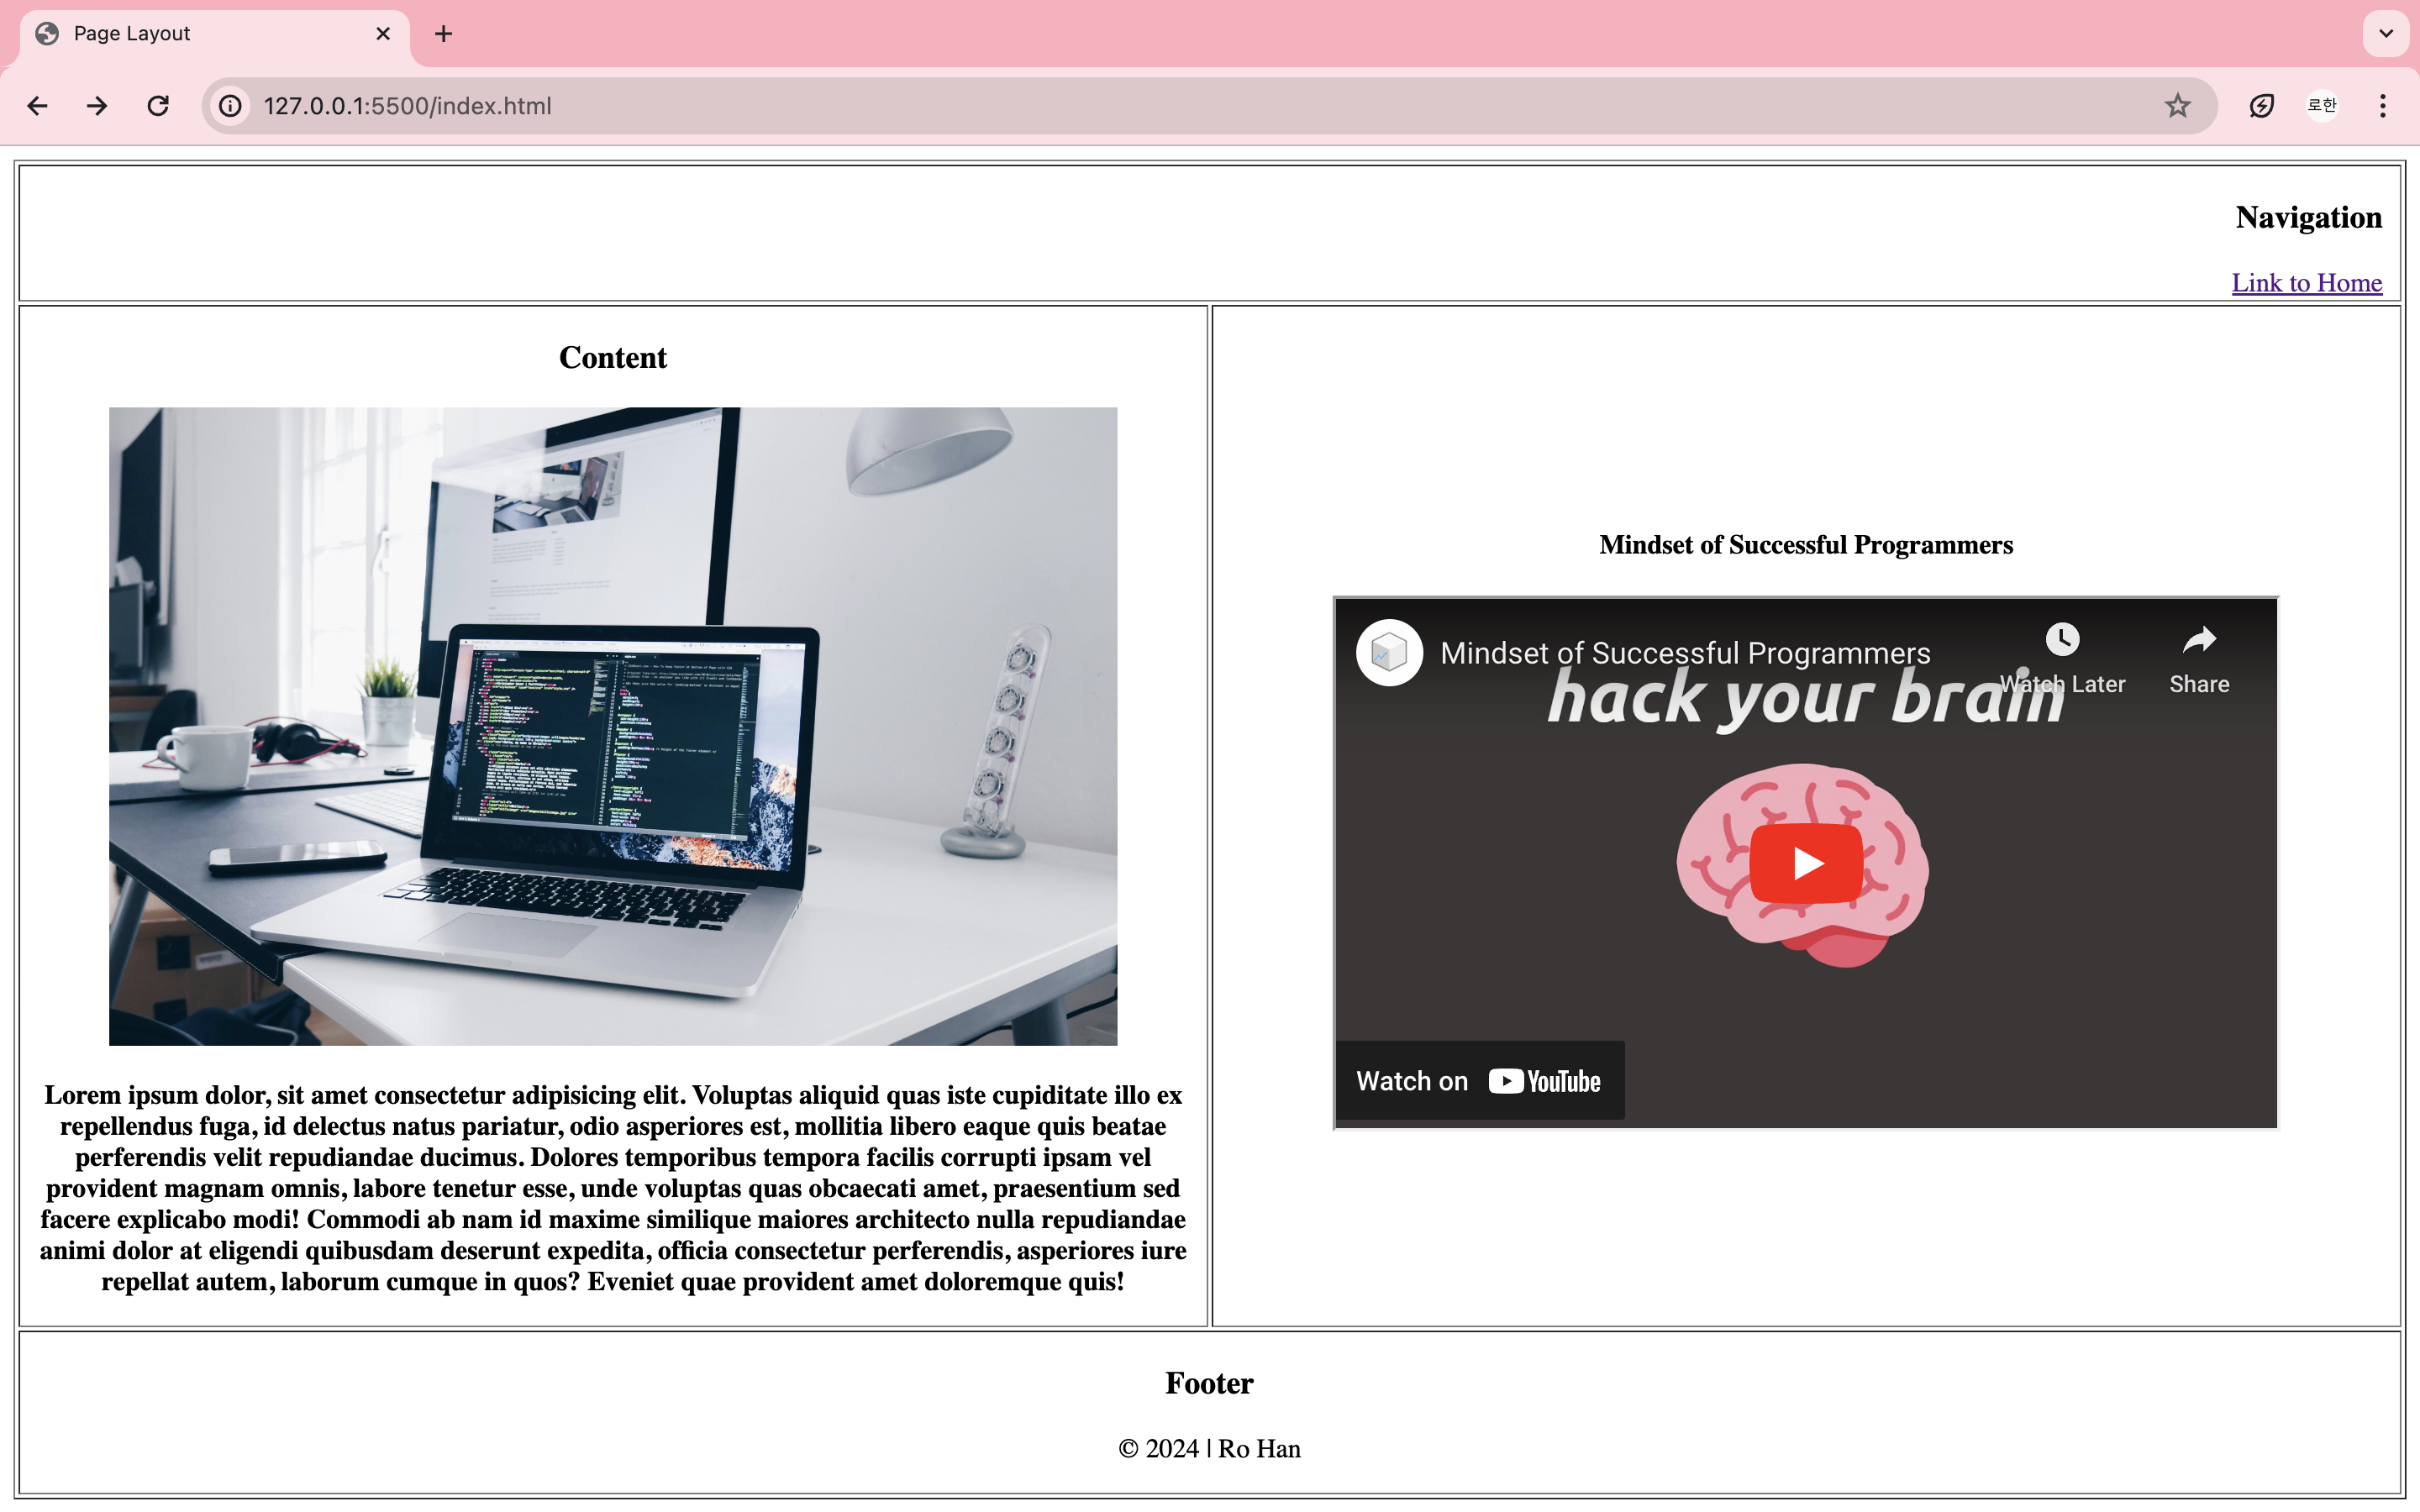 Page Layout
127.0.0.1:5500/index.html
로한
Navigation
Link to Home
Content
Mindset of Successful Programmers
Mindset of Successful Programmers
Watch Later
Share
hack your brain
Watch on YouTube
Lorem ipsum dolor, sit amet consectetur adipisicing elit. Voluptas aliquid quas iste cupiditate illo ex
repellendus fuga, id delectus natus pariatur, odio asperiores est, mollitia libero eaque quis beatae
perferendis velit repudiandae ducimus. Dolores temporibus tempora facilis corrupti ipsam vel
provident magnam omnis, labore tenetur esse, unde voluptas quas obcaecati amet, praesentium sed
facere explicabo modi! Commodi ab nam id maxime similique maiores architecto nulla repudiandae
animi dolor at eligendi quibusdam deserunt expedita, officia consectetur perferendis, asperiores iure
repellat autem, laborum cumque in quos? Eveniet quae provident amet doloremque quis!
Footer
© 2024 | Ro Han